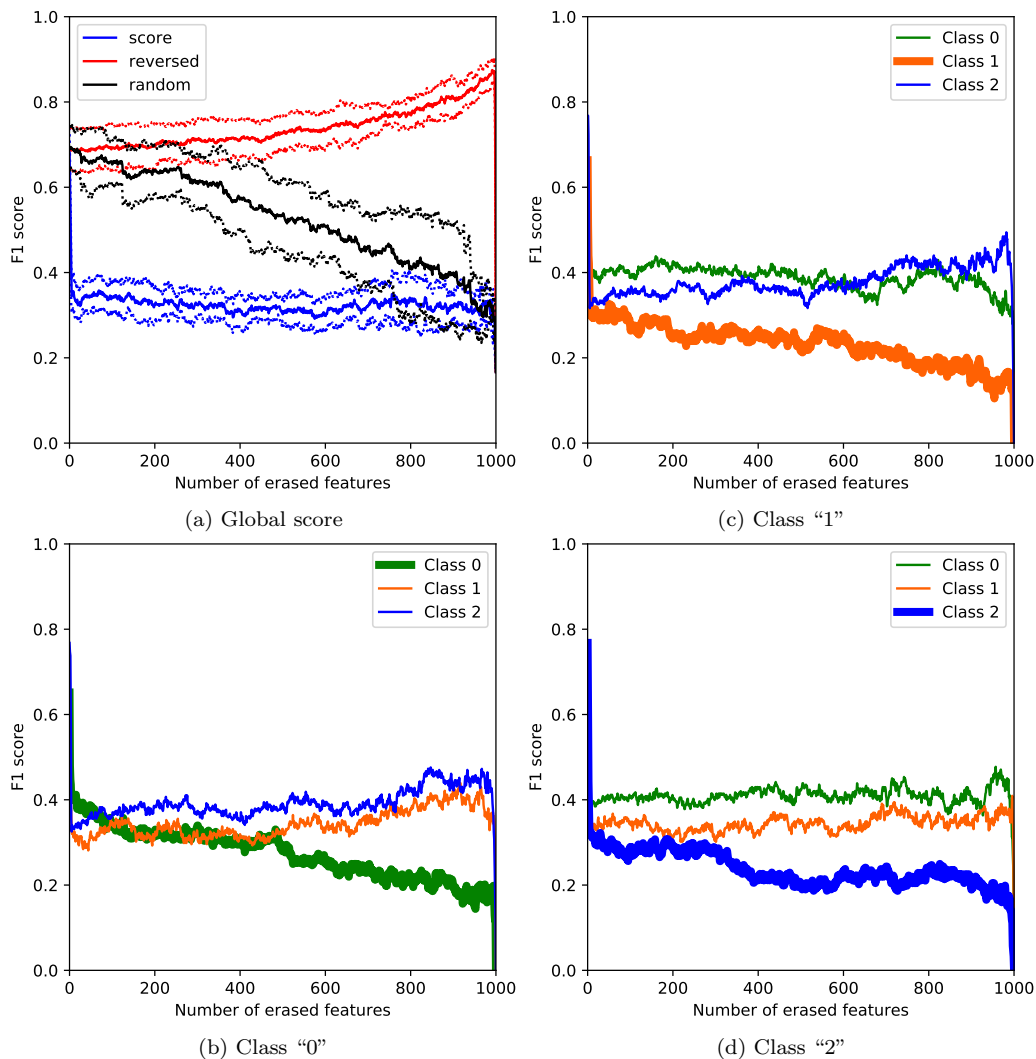 1.0
0.8
0.6
0.4
0.2
0.0
F1 score
score
reversed
random
0 200 400 600 800 1000
Number of erased features
(a) Global score
1.0
0.8
0.6
0.4
0.2
0.0
F1 score
Class 0
Class 1
Class 2
0 200 400 600 800 1000
Number of erased features
(c) Class “1”
1.0
0.8
0.6
0.4
0.2
0.0
F1 score
Class 0
Class 1
Class 2
0 200 400 600 800 1000
Number of erased features
(b) Class “0”
1.0
0.8
0.6
0.4
0.2
0.0
F1 score
Class 0
Class 1
Class 2
0 200 400 600 800 1000
Number of erased features
(d) Class “2”